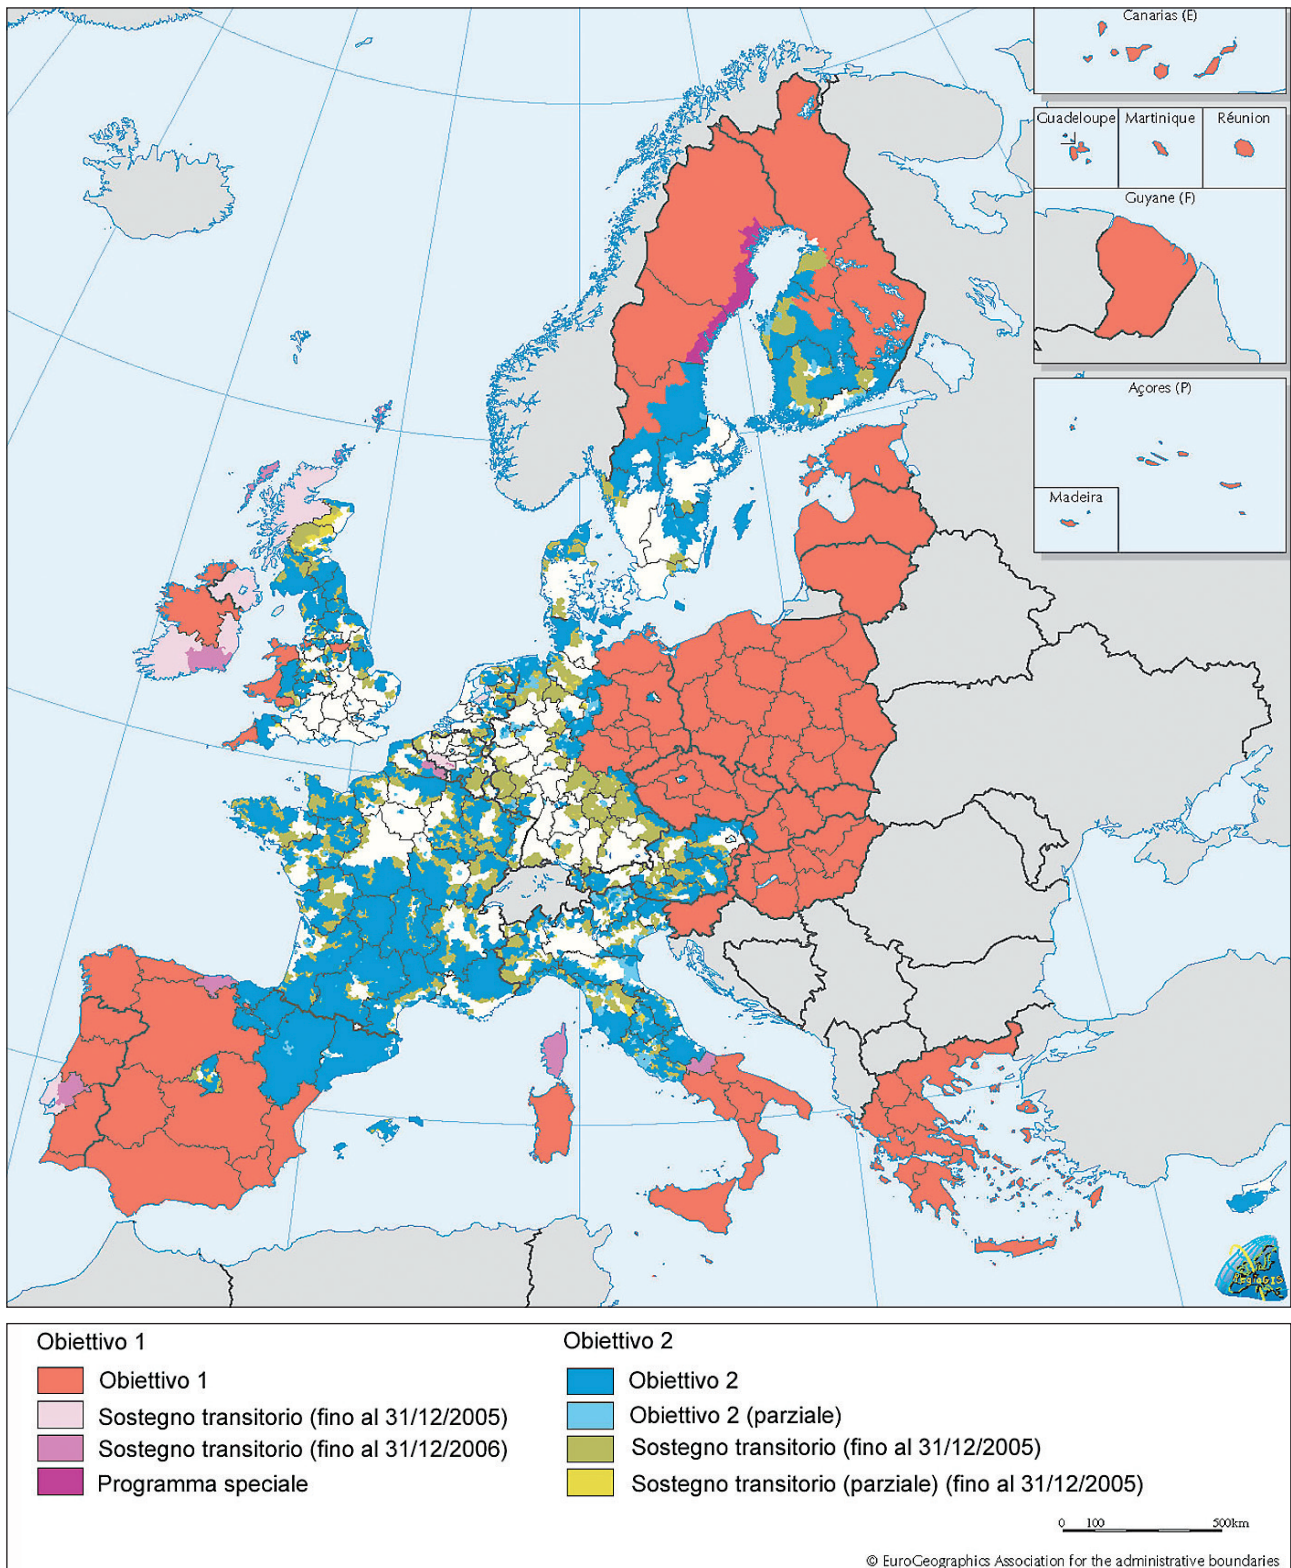 Canarias (E)
Guadeloupe
Martinique
Réunion
Guyane (F)
Açores (P)
Madeira
regioGIS
Obiettivo 1
Obiettivo 1
Sostegno transitorio (fino al 31/12/2005)
Sostegno transitorio (fino al 31/12/2006)
Programma speciale
Obiettivo 2
Obiettivo 2
Obiettivo 2 (parziale)
Sostegno transitorio (fino al 31/12/2005)
Sostegno transitorio (parziale) (fino al 31/12/2005)
0 100 500km
© EuroGeographics Association for the administrative boundaries